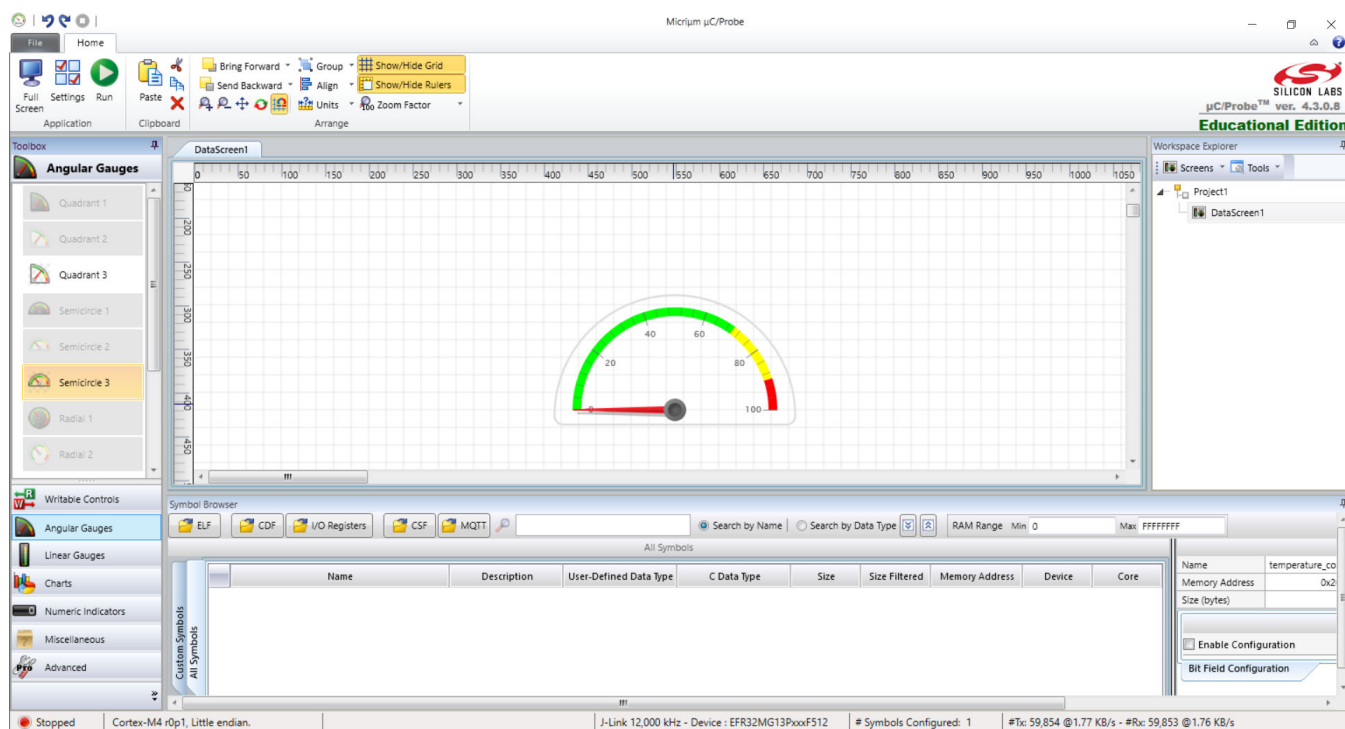 Micriµm µC/Probe
File Home
Full Screen Settings Run
Application
Paste
Clipboard
Bring Forward Group Show/Hide Grid
Send Backward Align Show/Hide Rulers
Units 100 Zoom Factor
Arrange
SILICON LABS
µC/Probe™ ver. 4.3.0.8
Educational Edition
Toolbox
Angular Gauges
Quadrant 1
Quadrant 2
Quadrant 3
Semicircle 1
Semicircle 2
Semicircle 3
Radial 1
Radial 2
Writable Controls
Angular Gauges
Linear Gauges
Charts
Numeric Indicators
Miscellaneous
Advanced
DataScreen1
0 50 100 150 200 250 300 350 400 450 500 550 600 650 700 750 800 850 900 950 1000 1050
200
250
300
350
400
450
40 60
20 80
0 100
Workspace Explorer
Screens Tools
Project1
DataScreen1
Symbol Browser
ELF CDF I/O Registers CSF MQTT Search by Name Search by Data Type RAM Range Min 0 Max FFFFFFFF
All Symbols
Name Description User-Defined Data Type C Data Type Size Size Filtered Memory Address Device Core
Custom Symbols
All Symbols
Name temperature_co
Memory Address 0x2
Size (bytes)
Enable Configuration
Bit Field Configuration
Stopped Cortex-M4 r0p1, Little endian. J-Link 12,000 kHz - Device : EFR32MG13PxxxF512 # Symbols Configured: 1 #Tx: 59,854 @1.77 KB/s - #Rx: 59,853 @1.76 KB/s